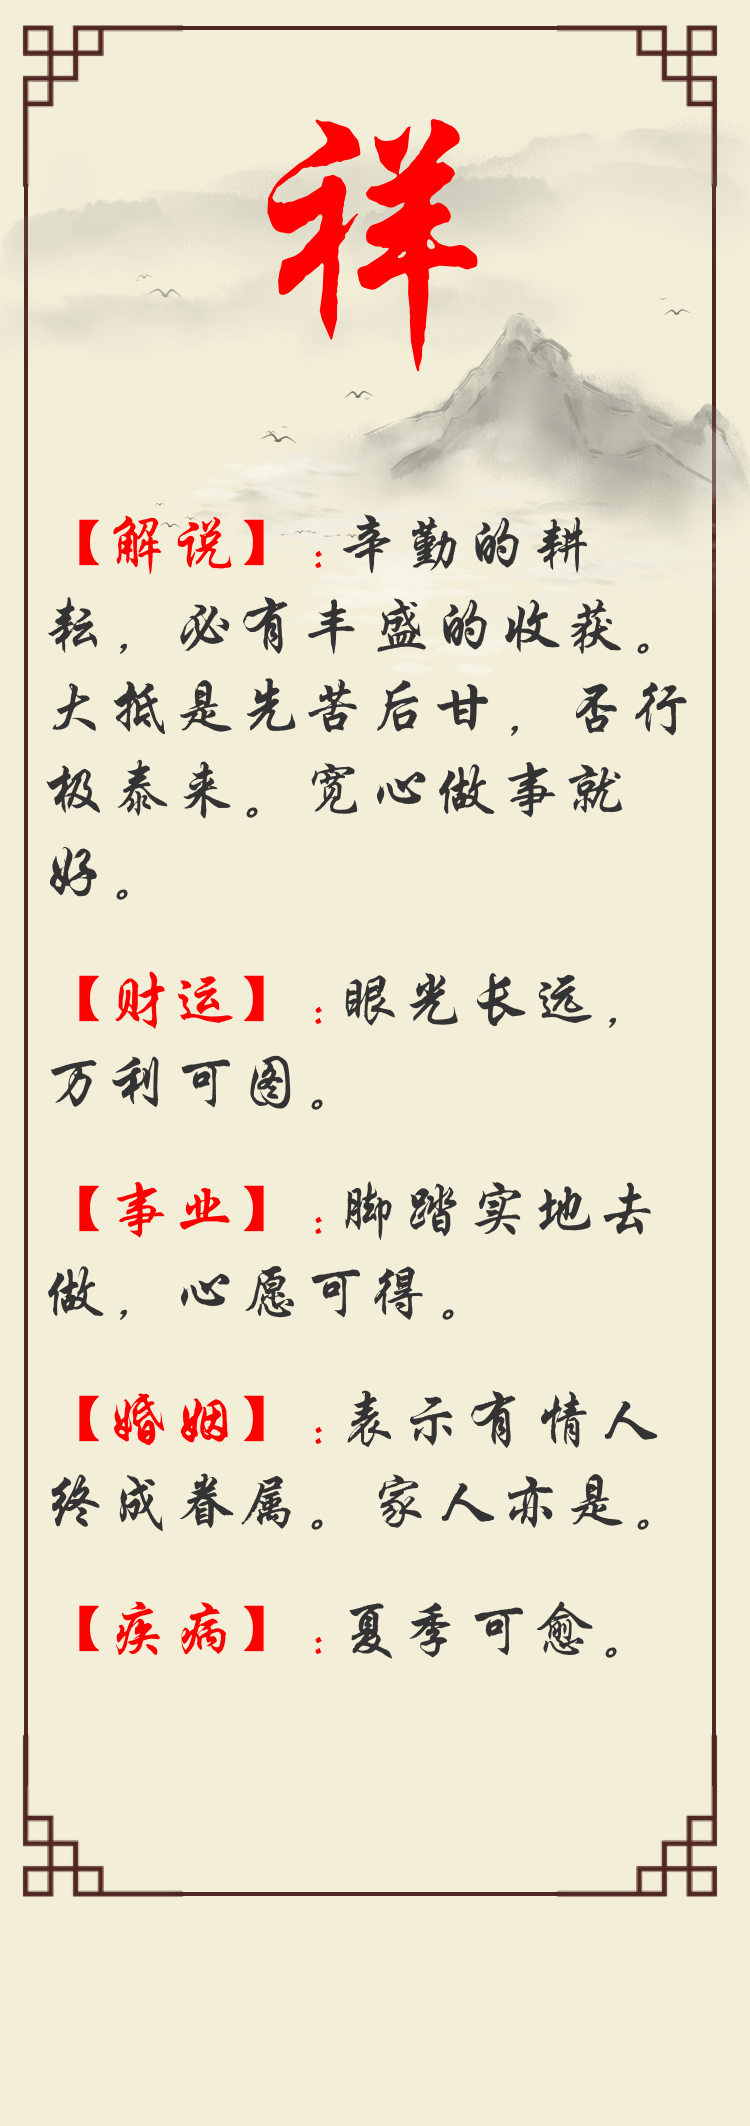 祥
【解说】：辛勤的耕
耘，必有丰盛的收获。
大抵是先苦后甘，否行
极泰来。宽心做事就
好。
【财运】：眼光长远，
万利可图。
【事业】：脚踏实地去
做，心愿可得。
【婚姻】：表示有情人
终成眷属。家人亦是。
【疾病】：夏季可愈。